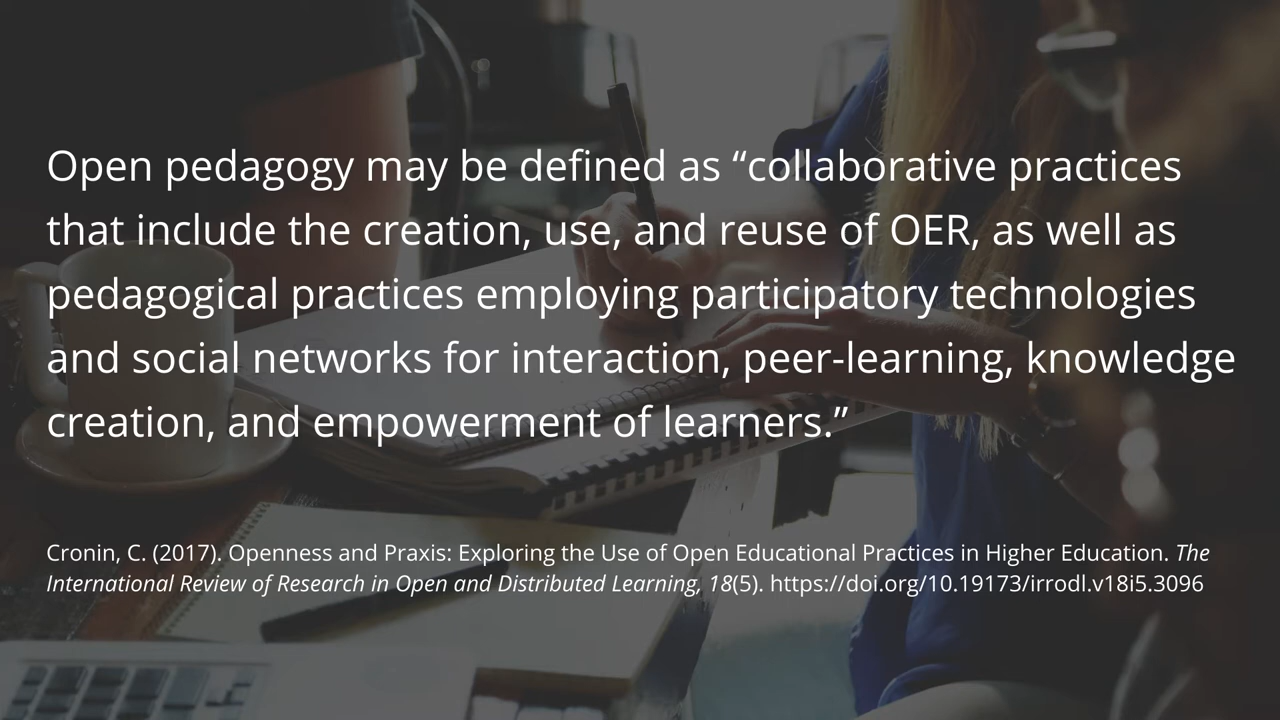 Open pedagogy may be defined as “collaborative practices
that include the creation, use, and reuse of OER, as well as
pedagogical practices employing participatory technologies
and social networks for interaction, peer-learning, knowledge
creation, and empowerment of learners.”
Cronin, C. (2017). Openness and Praxis: Exploring the Use of Open Educational Practices in Higher Education. The
International Review of Research in Open and Distributed Learning, 18(5). https://doi.org/10.19173/irrodl.v18i5.3096